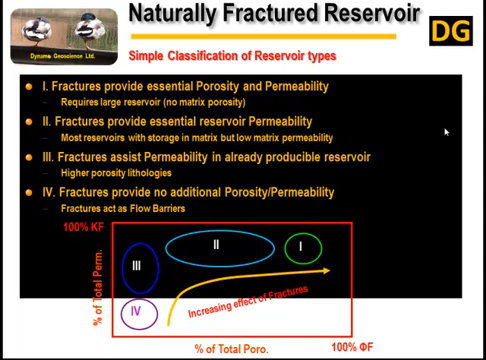 Naturally Fractured Reservoir
DG
Dynamo Geoscience Ltd.
Simple Classification of Reservoir types
I. Fractures provide essential Porosity and Permeability
– Requires large reservoir (no matrix porosity)
II. Fractures provide essential reservoir Permeability
– Most reservoirs with storage in matrix but low matrix permeability
III. Fractures assist Permeability in already producible reservoir
– Higher porosity lithologies
IV. Fractures provide no additional Porosity/Permeability
– Fractures act as Flow Barriers
100% KF
% of Total Perm.
II
I
III
IV
Increasing effect of Fractures
% of Total Poro.
100% ΦF